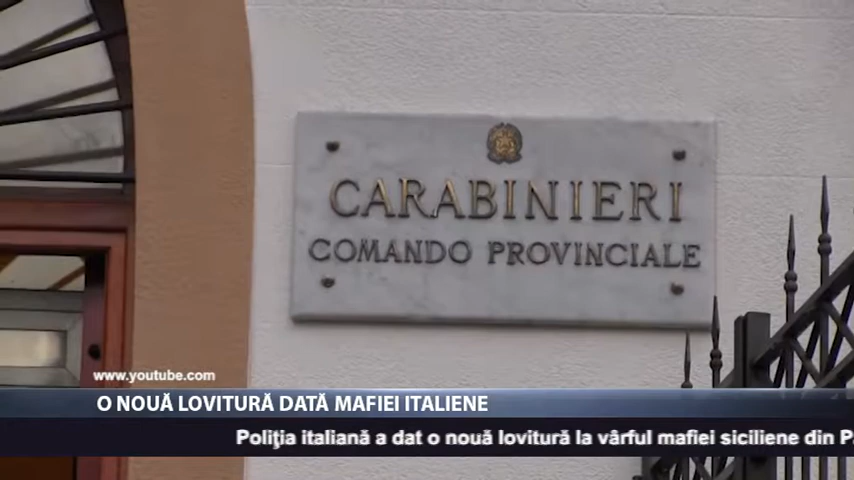 CARABINIERI
COMANDO PROVINCIALE
www.youtube.com
O NOUĂ LOVITURĂ DATĂ MAFIEI ITALIENE
Poliţia italiană a dat o nouă lovitură la vârful mafiei siciliene din